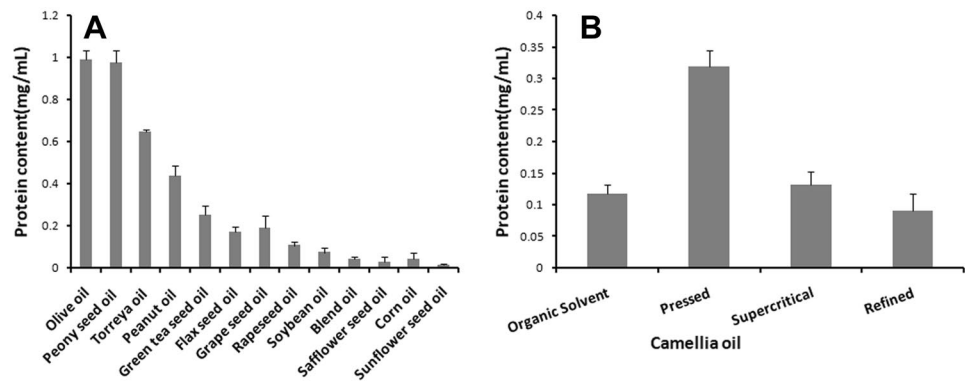 A
Protein content(mg/mL)
1.2
1
0.8
0.6
0.4
0.2
0
Olive oil
Peony seed oil
Torreya oil
Peanut oil
Green tea seed oil
Flax seed oil
Grape seed oil
Rapeseed oil
Soybean oil
Blend oil
Safflower seed oil
Corn oil
Sunflower seed oil
B
Protein content(mg/mL)
0.4
0.35
0.3
0.25
0.2
0.15
0.1
0.05
0
Organic Solvent
Pressed
Supercritical
Refined
Camellia oil